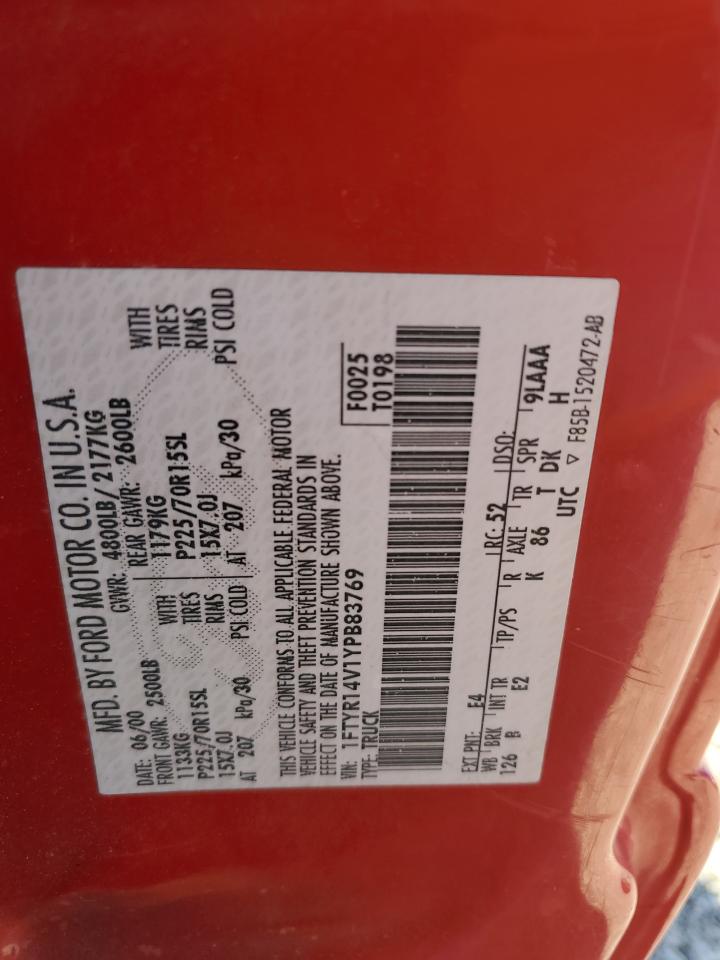 MFD. BY FORD MOTOR CO. IN U.S.A.
DATE: 06/00 GVWR: 4800LB/ 2177KG
FRONT GAWR: 2500LB REAR GAWR: 2600LB
1133KG WITH 1179KG WITH
P225/70R15SL TIRES P225/70R15SL TIRES
15X7.0J RIMS 15X7.0J RIMS
AT 207 kPa/30 PSI COLD AT 207 kPa/30 PSI COLD
THIS VEHICLE CONFORMS TO ALL APPLICABLE FEDERAL MOTOR
VEHICLE SAFETY AND THEFT PREVENTION STANDARDS IN
EFFECT ON THE DATE OF MANUFACTURE SHOWN ABOVE.
VIN: 1FTYR14V1YPB83769 F0025
TYPE: TRUCK T0198
EXT PNT: E4 RC: 52 DSO:
WB BRK INT TR TP/PS R AXLE TR SPR 9LAAA
126 B E2 K 86 T DK H
UTC ▽ F85B-1520472-AB